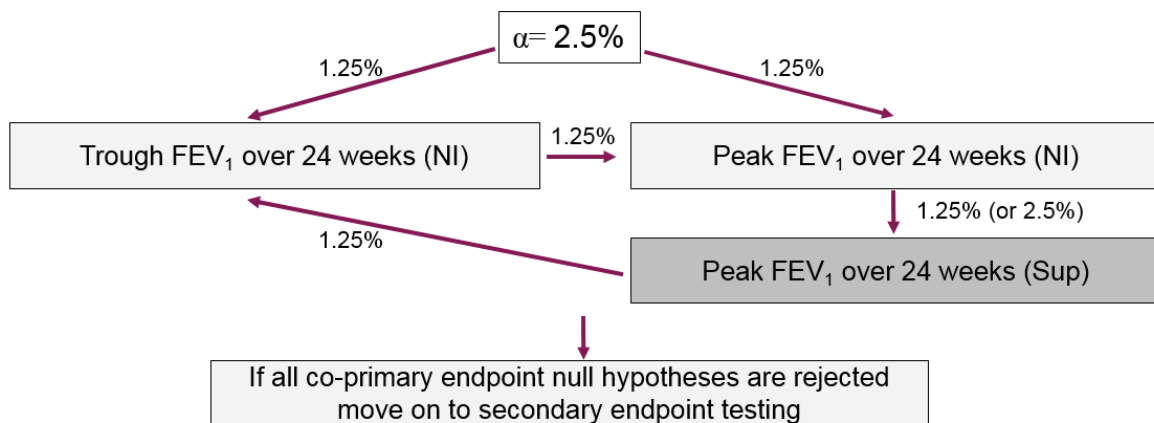 α= 2.5%
1.25%
1.25%
Trough FEV₁ over 24 weeks (NI)
1.25%
Peak FEV₁ over 24 weeks (NI)
1.25% (or 2.5%)
1.25%
Peak FEV₁ over 24 weeks (Sup)
If all co-primary endpoint null hypotheses are rejected
move on to secondary endpoint testing